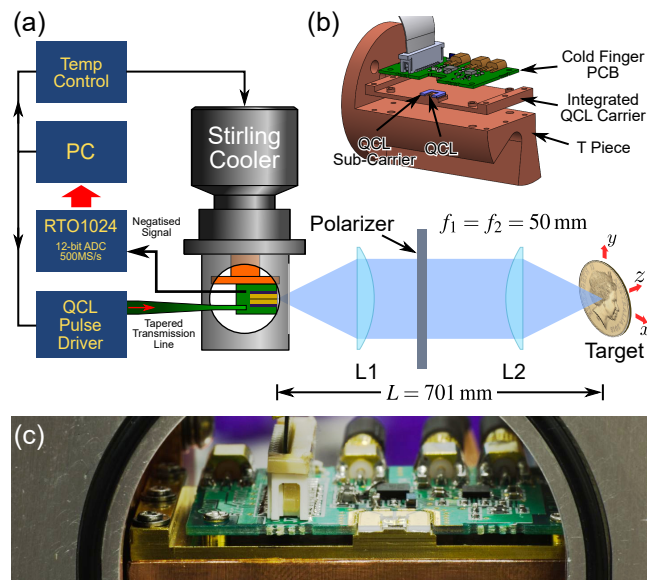 (a)
Temp
Control
PC
RTO1024
12-bit ADC
500MS/s
QCL
Pulse
Driver
Negatised
Signal
Tapered
Transmission
Line
Stirling
Cooler
(b)
Cold Finger
PCB
Integrated
QCL Carrier
T Piece
QCL
Sub-Carrier
QCL
Polarizer
f₁ = f₂ = 50 mm
y
z
x
Target
L1
L2
L = 701 mm
(c)